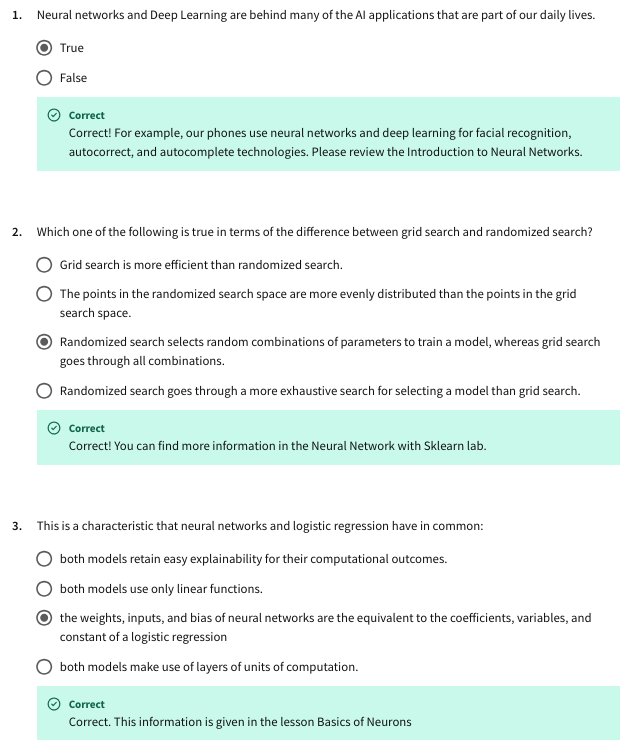 1. Neural networks and Deep Learning are behind many of the AI applications that are part of our daily lives.
True
False
Correct
Correct! For example, our phones use neural networks and deep learning for facial recognition,
autocorrect, and autocomplete technologies. Please review the Introduction to Neural Networks.
2. Which one of the following is true in terms of the difference between grid search and randomized search?
Grid search is more efficient than randomized search.
The points in the randomized search space are more evenly distributed than the points in the grid
search space.
Randomized search selects random combinations of parameters to train a model, whereas grid search
goes through all combinations.
Randomized search goes through a more exhaustive search for selecting a model than grid search.
Correct
Correct! You can find more information in the Neural Network with Sklearn lab.
3. This is a characteristic that neural networks and logistic regression have in common:
both models retain easy explainability for their computational outcomes.
both models use only linear functions.
the weights, inputs, and bias of neural networks are the equivalent to the coefficients, variables, and
constant of a logistic regression
both models make use of layers of units of computation.
Correct
Correct. This information is given in the lesson Basics of Neurons